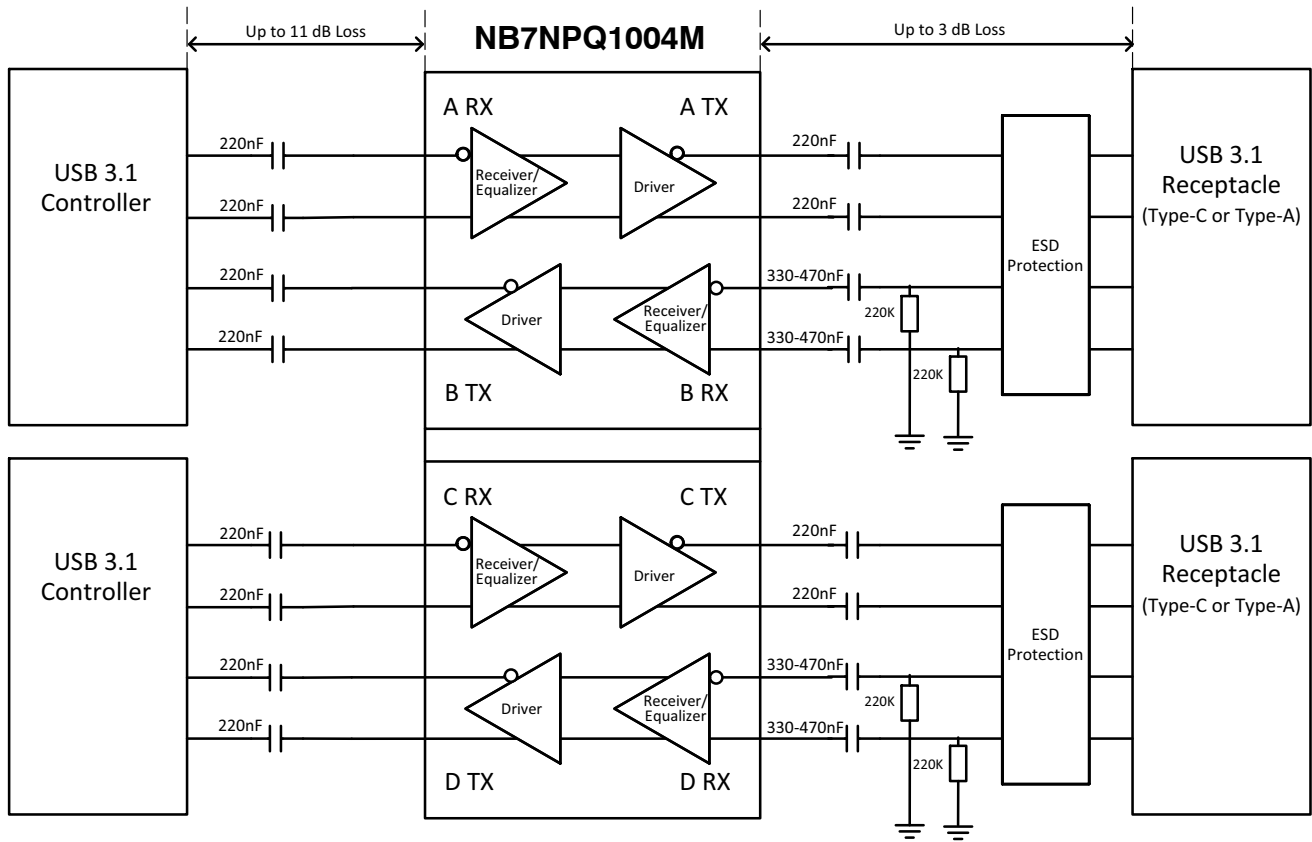 Up to 11 dB Loss
NB7NPQ1004M
Up to 3 dB Loss
USB 3.1
Controller
220nF
220nF
220nF
220nF
A RX
A TX
Receiver/
Equalizer
Driver
Driver
Receiver/
Equalizer
B TX
B RX
220nF
220nF
330-470nF
330-470nF
220K
220K
ESD
Protection
USB 3.1
Receptacle
(Type-C or Type-A)
USB 3.1
Controller
220nF
220nF
220nF
220nF
C RX
C TX
Receiver/
Equalizer
Driver
Driver
Receiver/
Equalizer
D TX
D RX
220nF
220nF
330-470nF
330-470nF
220K
220K
ESD
Protection
USB 3.1
Receptacle
(Type-C or Type-A)